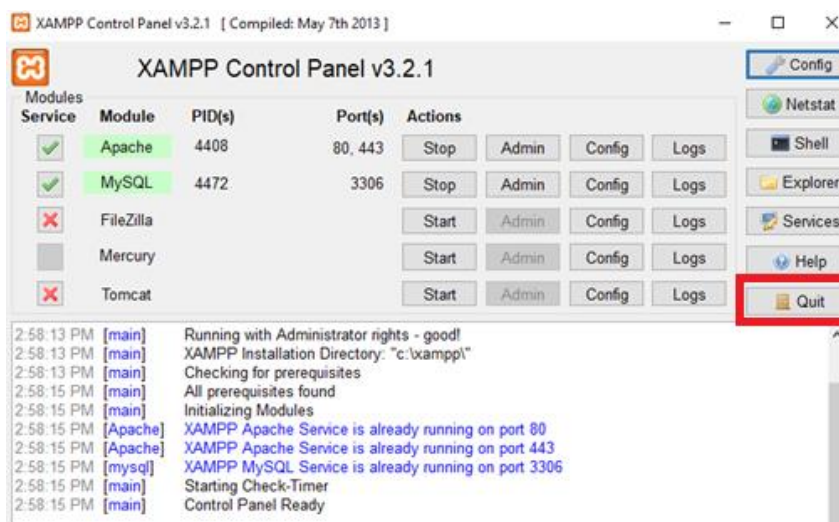 XAMPP Control Panel v3.2.1 [ Compiled: May 7th 2013 ]
XAMPP Control Panel v3.2.1
Config
Modules
Service Module PID(s) Port(s) Actions
Netstat
Apache 4408 80, 443 Stop Admin Config Logs
Shell
MySQL 4472 3306 Stop Admin Config Logs
Explorer
FileZilla Start Admin Config Logs
Services
Mercury Start Admin Config Logs
Help
Tomcat Start Admin Config Logs
Quit
2:58:13 PM [main] Running with Administrator rights - good!
2:58:13 PM [main] XAMPP Installation Directory: "c:\xampp\"
2:58:13 PM [main] Checking for prerequisites
2:58:15 PM [main] All prerequisites found
2:58:15 PM [main] Initializing Modules
2:58:15 PM [Apache] XAMPP Apache Service is already running on port 80
2:58:15 PM [Apache] XAMPP Apache Service is already running on port 443
2:58:15 PM [mysql] XAMPP MySQL Service is already running on port 3306
2:58:15 PM [main] Starting Check-Timer
2:58:15 PM [main] Control Panel Ready